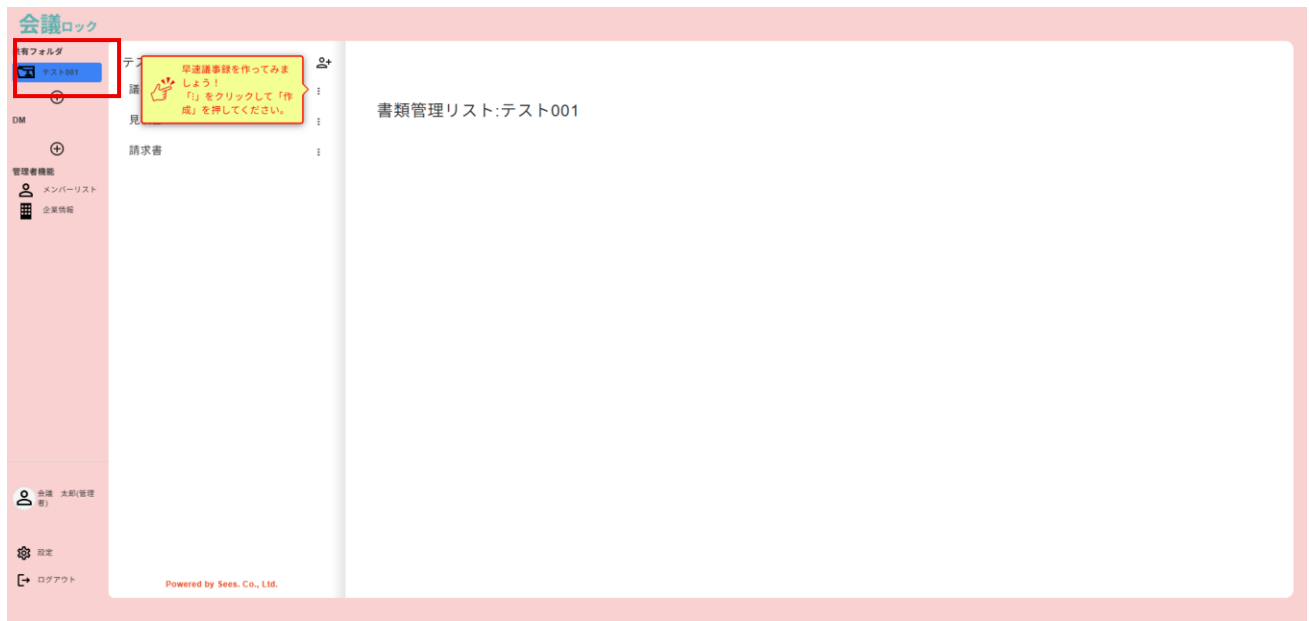 会議ロック
共有フォルダ
テスト001
DM
管理者機能
メンバーリスト
企業情報
会議 太郎(管理
者)
設定
ログアウト
テ
議
見
請求書
早速議事録を作ってみま
しょう！
「⋮」をクリックして「作
成」を押してください。
Powered by Sees. Co., Ltd.
書類管理リスト:テスト001